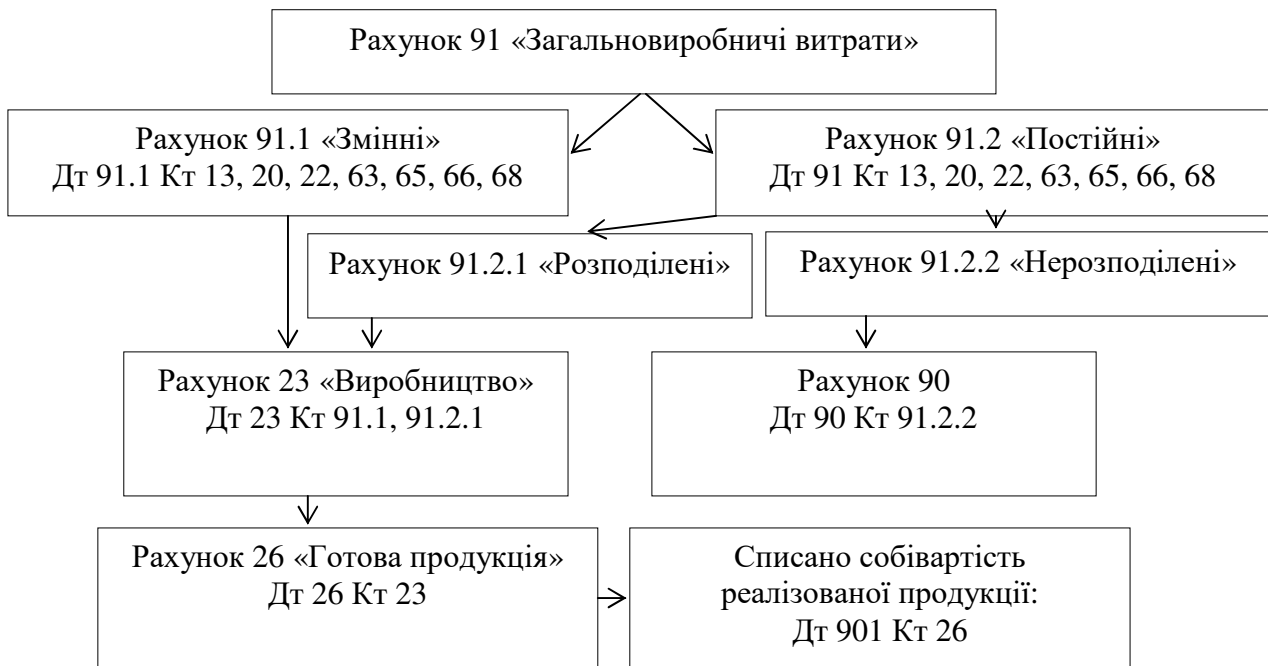 Рахунок 91 «Загальновиробничі витрати»
Рахунок 91.1 «Змінні»
Дт 91.1 Кт 13, 20, 22, 63, 65, 66, 68
Рахунок 91.2 «Постійні»
Дт 91 Кт 13, 20, 22, 63, 65, 66, 68
Рахунок 91.2.1 «Розподілені»
Рахунок 91.2.2 «Нерозподілені»
Рахунок 23 «Виробництво»
Дт 23 Кт 91.1, 91.2.1
Рахунок 90
Дт 90 Кт 91.2.2
Рахунок 26 «Готова продукція»
Дт 26 Кт 23
Списано собівартість
реалізованої продукції:
Дт 901 Кт 26